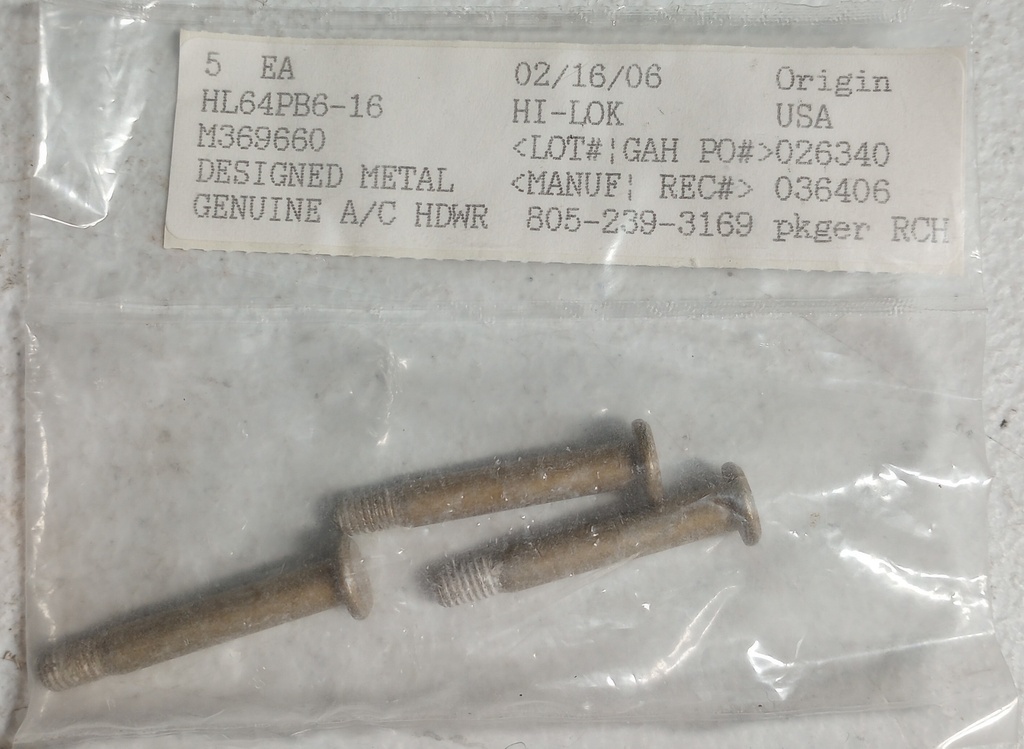 5 EA 02/16/06 Origin
HL64PB6-16 HI-LOK USA
M369660 <LOT#¦GAH PO#>026340
DESIGNED METAL <MANUF¦ REC#> 036406
GENUINE A/C HDWR 805-239-3169 pkger RCH